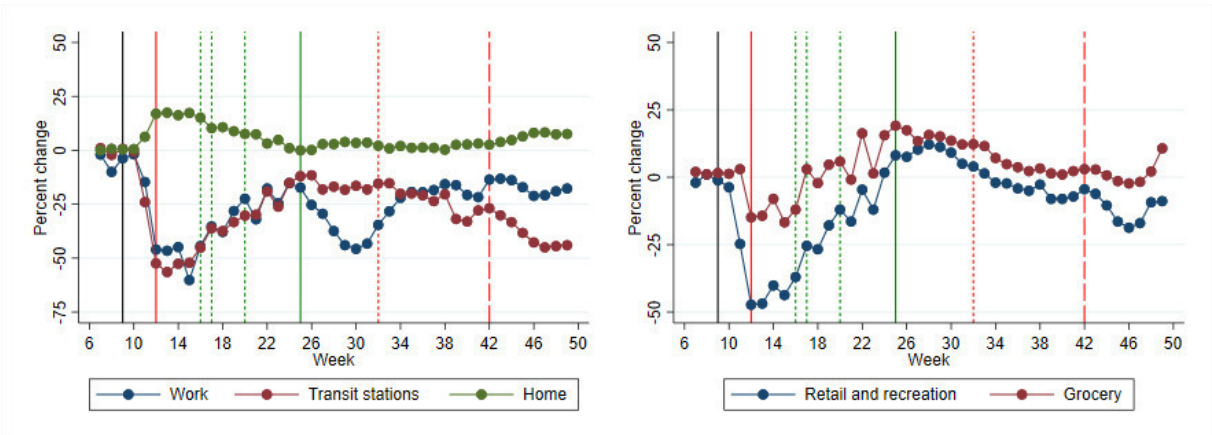 50
25
0
-25
-50
-75
Percent change
6 10 14 18 22 26 30 34 38 42 46 50
Week
Work Transit stations Home
50
25
0
-25
-50
Percent change
6 10 14 18 22 26 30 34 38 42 46 50
Week
Retail and recreation Grocery